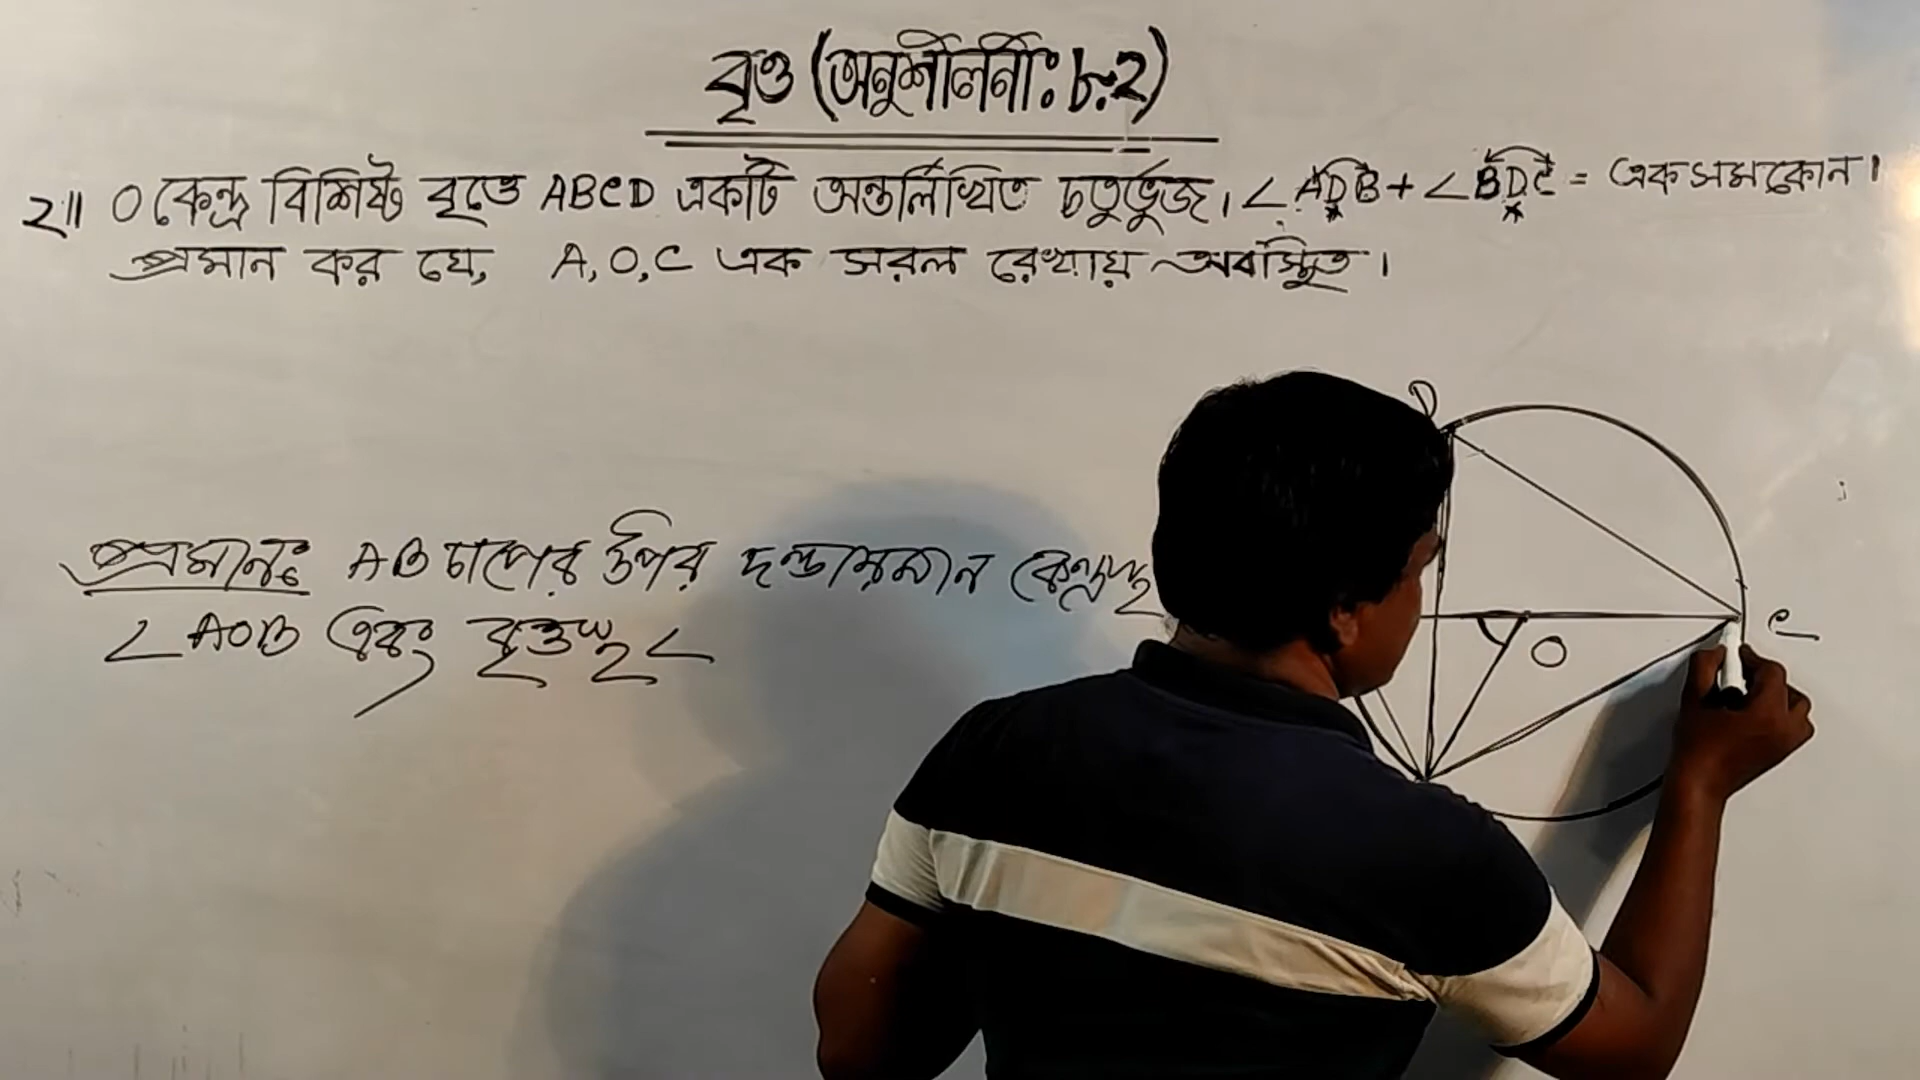 বৃত্ত (অনুশীলনী: ৮.২)
২॥ O কেন্দ্র বিশিষ্ট বৃত্তে ABCD একটি অন্তর্লিখিত চতুর্ভুজ। ∠ADB + ∠BDC = এক সমকোন।
প্রমান কর যে, A, O, C এক সরল রেখায় অবস্থিত।
প্রমানঃ AB চাপের উপর দন্ডায়মান কেন্দ্রস্থ
∠AOB এবং বৃত্তস্থ ∠
D
O
C